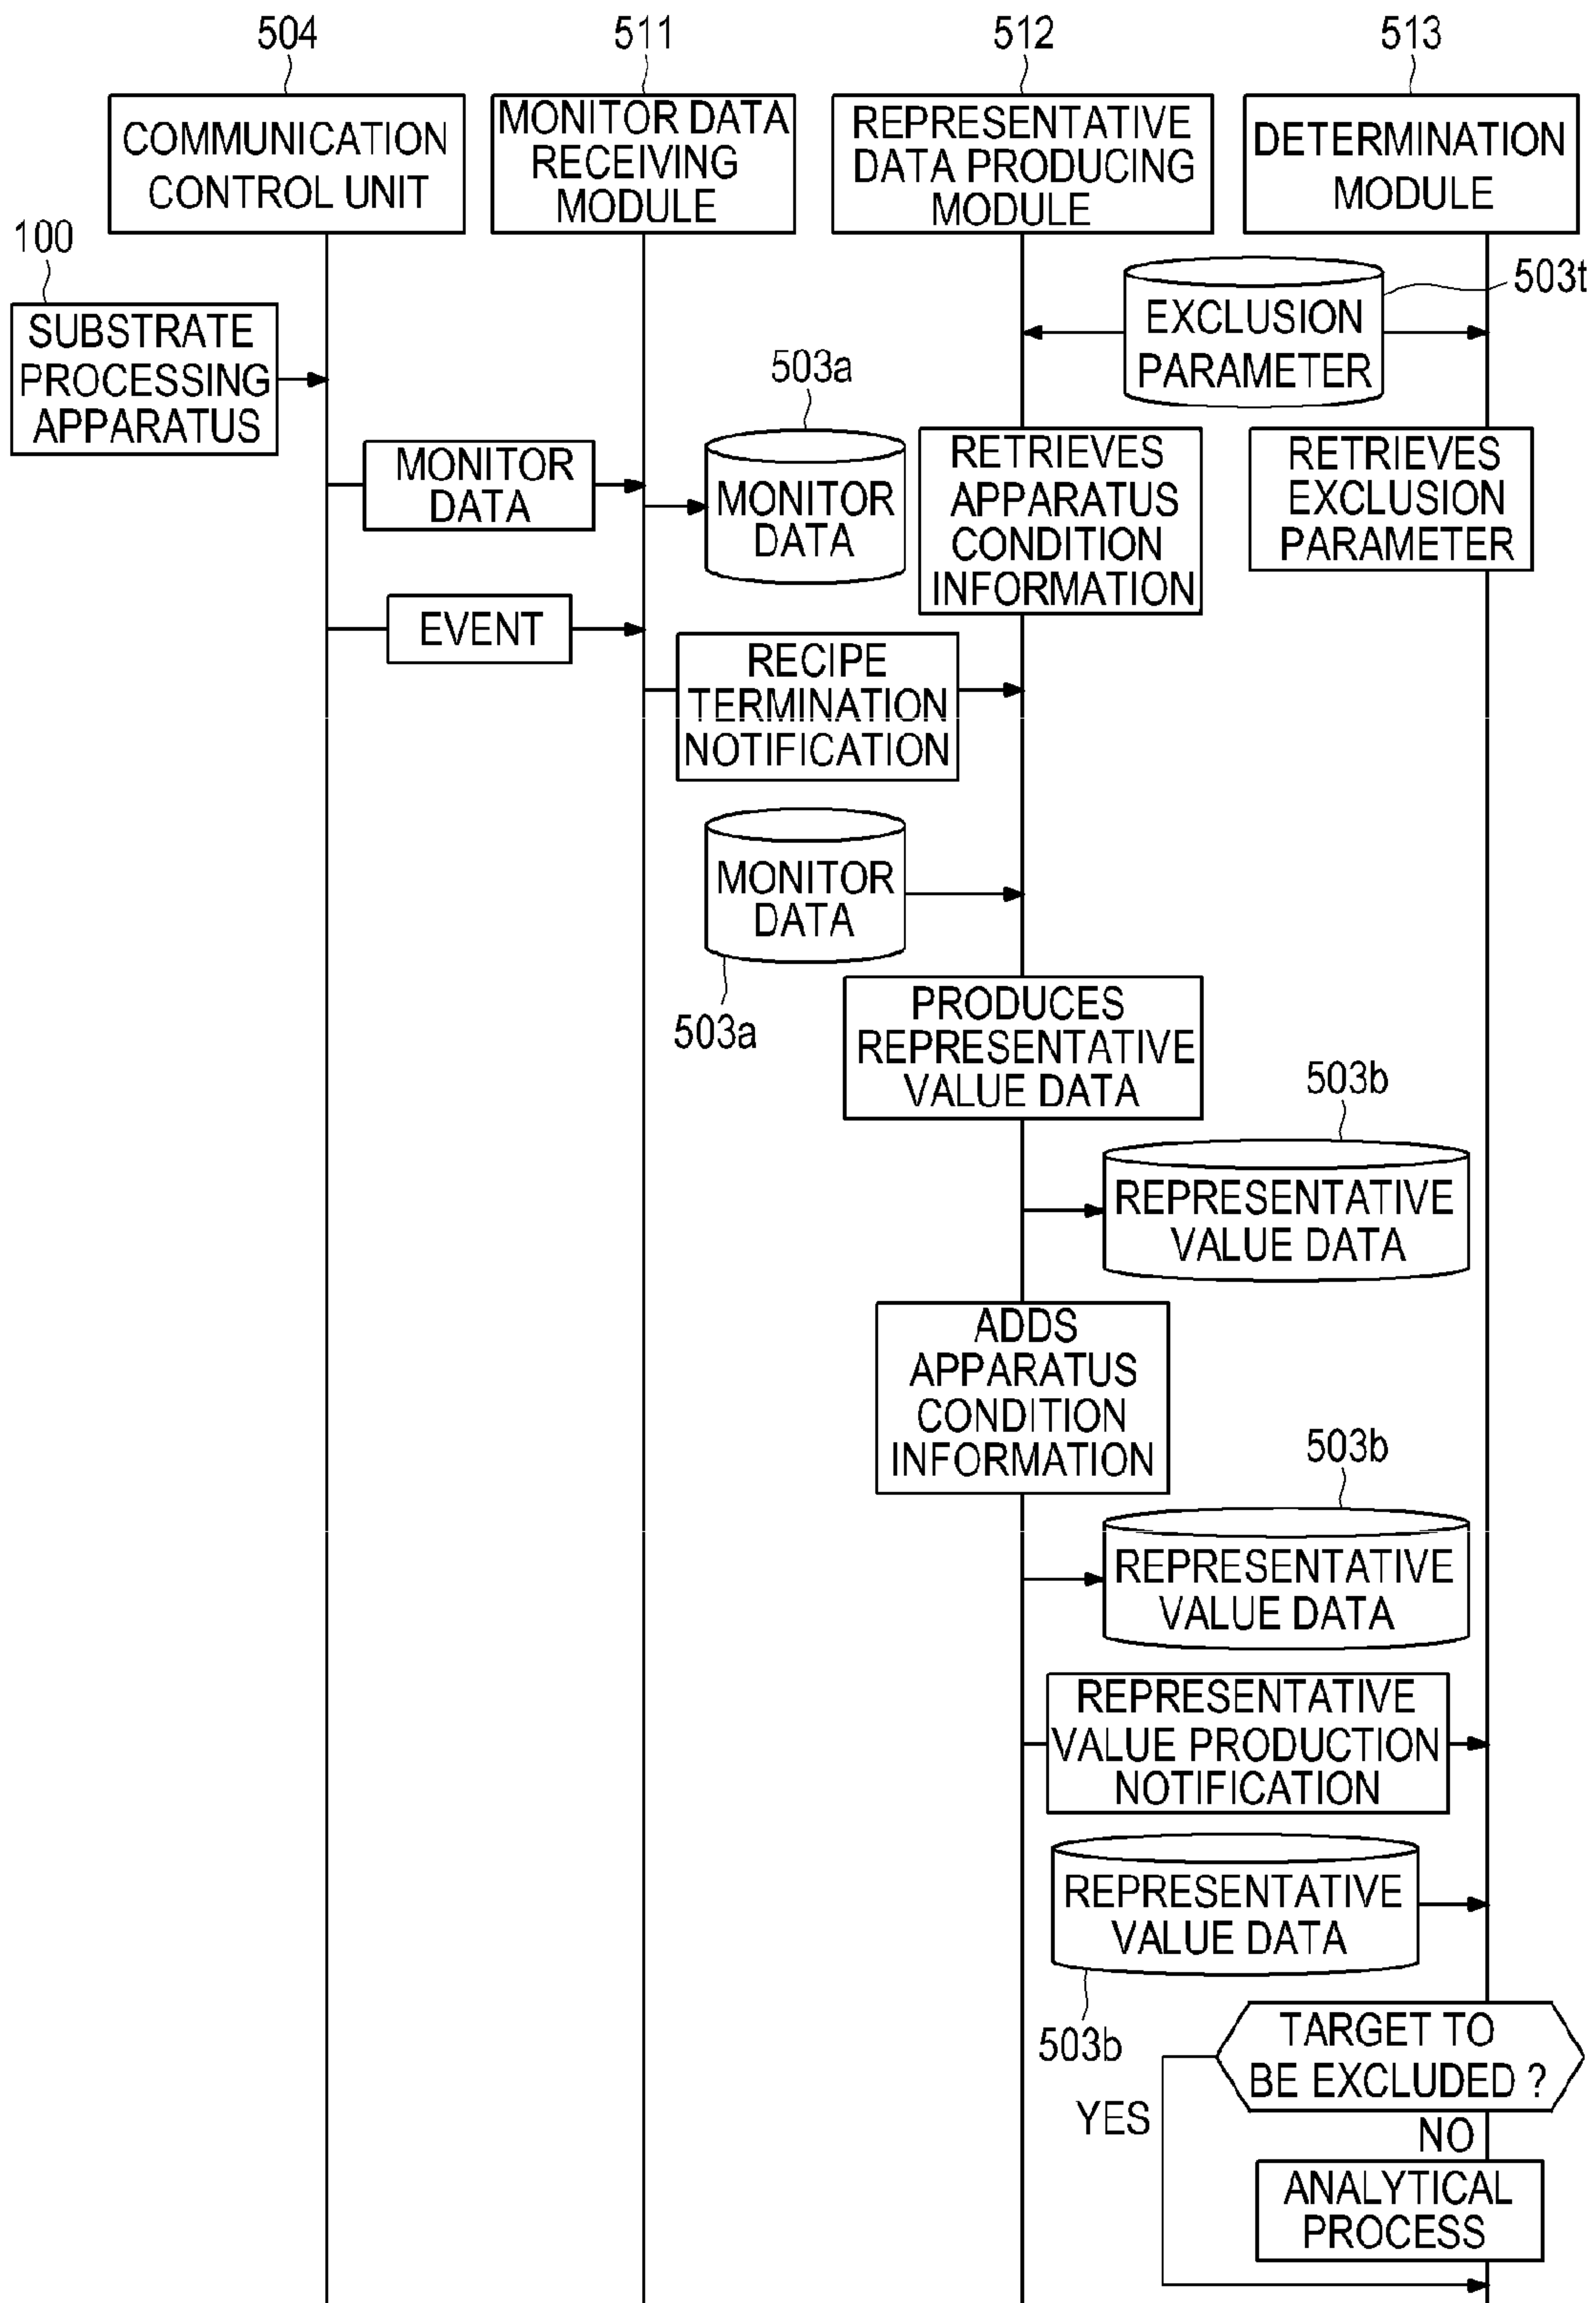 504
511
512
513
COMMUNICATION
CONTROL UNIT
MONITOR DATA
RECEIVING
MODULE
REPRESENTATIVE
DATA PRODUCING
MODULE
DETERMINATION
MODULE
100
SUBSTRATE
PROCESSING
APPARATUS
EXCLUSION
PARAMETER
503t
503a
MONITOR
DATA
MONITOR
DATA
RETRIEVES
APPARATUS
CONDITION
INFORMATION
RETRIEVES
EXCLUSION
PARAMETER
EVENT
RECIPE
TERMINATION
NOTIFICATION
MONITOR
DATA
503a
PRODUCES
REPRESENTATIVE
VALUE DATA
503b
REPRESENTATIVE
VALUE DATA
ADDS
APPARATUS
CONDITION
INFORMATION
503b
REPRESENTATIVE
VALUE DATA
REPRESENTATIVE
VALUE PRODUCTION
NOTIFICATION
REPRESENTATIVE
VALUE DATA
503b
TARGET TO
BE EXCLUDED ?
YES
NO
ANALYTICAL
PROCESS